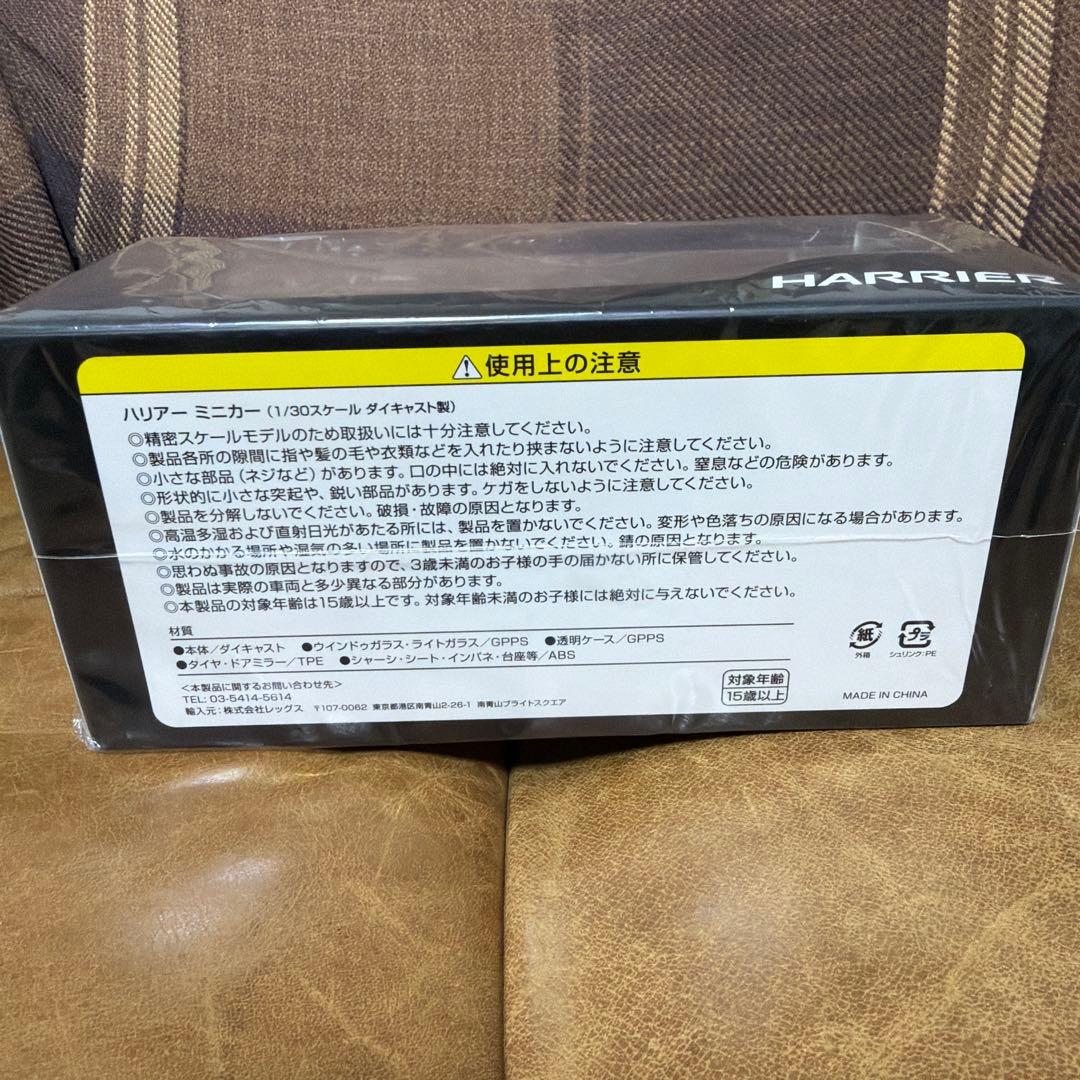 HARRIER
⚠使用上の注意
ハリアー ミニカー（1/30スケール ダイキャスト製）
◎精密スケールモデルのため取扱いには十分注意してください。
◎製品各所の隙間に指や髪の毛や衣類などを入れたり挟まないように注意してください。
◎小さな部品（ネジなど）があります。口の中には絶対に入れないでください。窒息などの危険があります。
◎形状的に小さな突起や、鋭い部品があります。ケガをしないように注意してください。
◎製品を分解しないでください。破損・故障の原因となります。
◎高温多湿および直射日光があたる所には、製品を置かないでください。変形や色落ちの原因になる場合があります。
◎水のかかる場所や湿気の多い場所に製品を置かないでください。錆の原因となります。
◎思わぬ事故の原因となりますので、3歳未満のお子様の手の届かない所に保管してください。
◎製品は実際の車両と多少異なる部分があります。
◎本製品の対象年齢は15歳以上です。対象年齢未満のお子様には絶対に与えないでください。
材質
●本体/ダイキャスト ●ウインドゥガラス・ライトガラス/GPPS ●透明ケース/GPPS
●タイヤ・ドアミラー/TPE ●シャーシ・シート・インパネ・台座等/ABS
＜本製品に関するお問い合わせ先＞
TEL: 03-5414-5614
輸入元：株式会社レッグス 〒107-0062 東京都港区南青山2-26-1 南青山ブライトスクエア
対象年齢
15歳以上
紙
外箱
プラ
シュリンク:PE
MADE IN CHINA